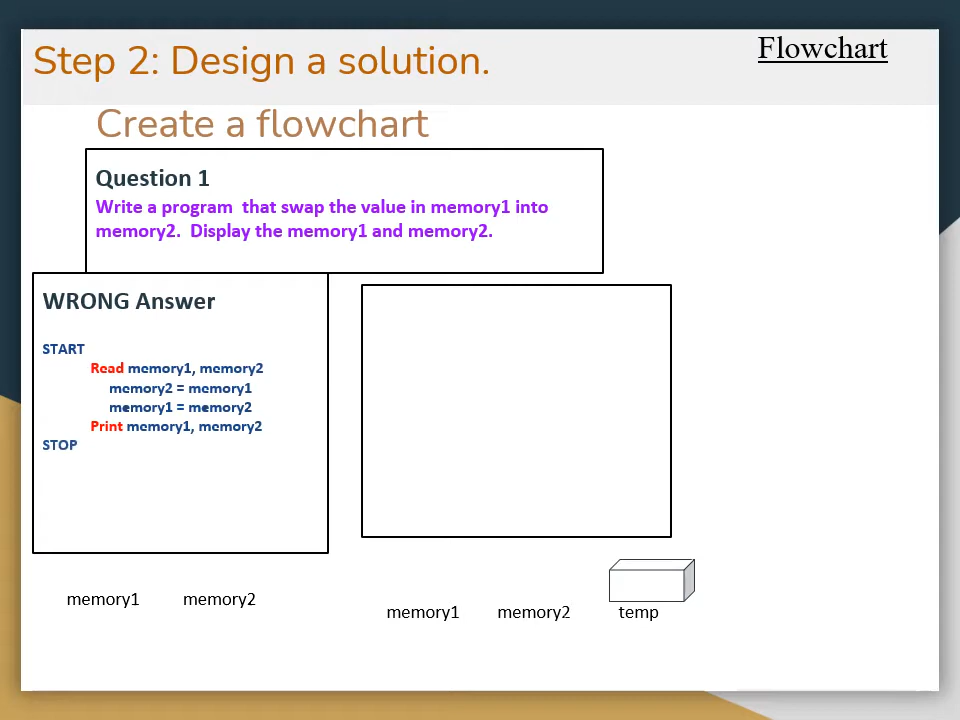 Step 2: Design a solution.
Flowchart
Create a flowchart
Question 1
Write a program that swap the value in memory1 into
memory2. Display the memory1 and memory2.
WRONG Answer
START
Read memory1, memory2
memory2 = memory1
memory1 = memory2
Print memory1, memory2
STOP
memory1 memory2
memory1 memory2 temp